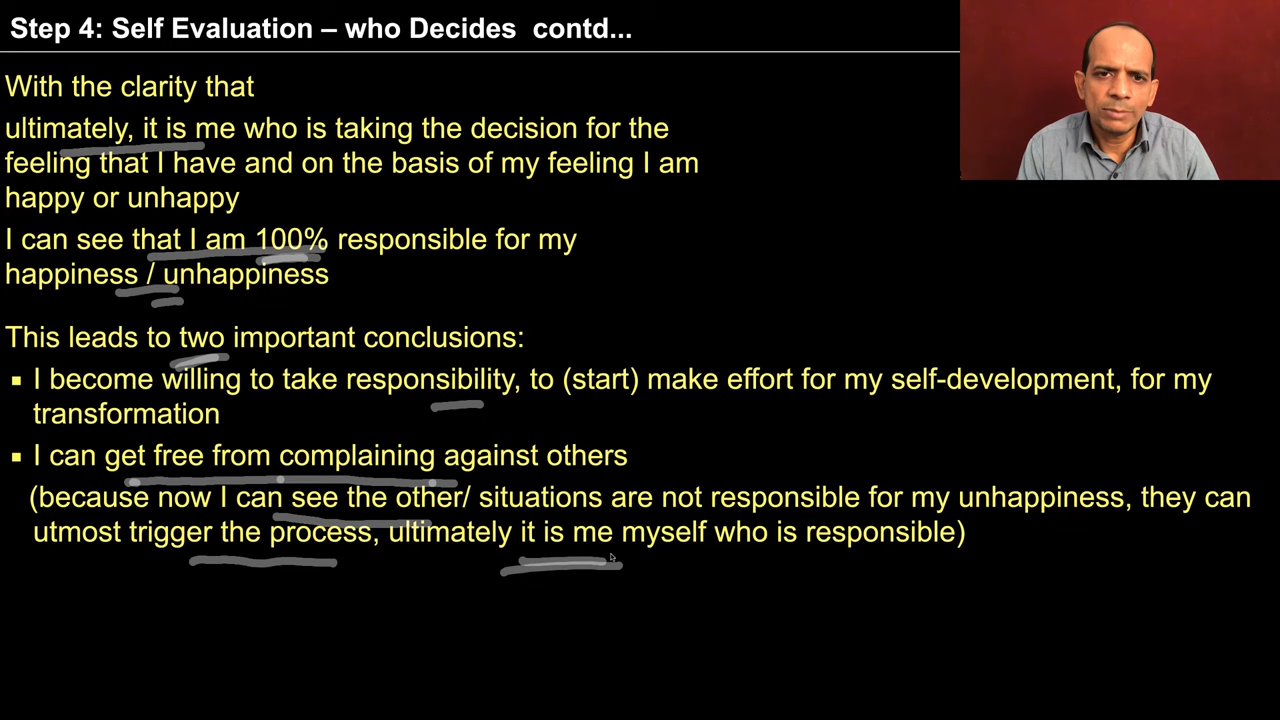 Step 4: Self Evaluation – who Decides contd...
With the clarity that
ultimately, it is me who is taking the decision for the
feeling that I have and on the basis of my feeling I am
happy or unhappy
I can see that I am 100% responsible for my
happiness / unhappiness
This leads to two important conclusions:
▪ I become willing to take responsibility, to (start) make effort for my self-development, for my
transformation
▪ I can get free from complaining against others
(because now I can see the other/ situations are not responsible for my unhappiness, they can
utmost trigger the process, ultimately it is me myself who is responsible)